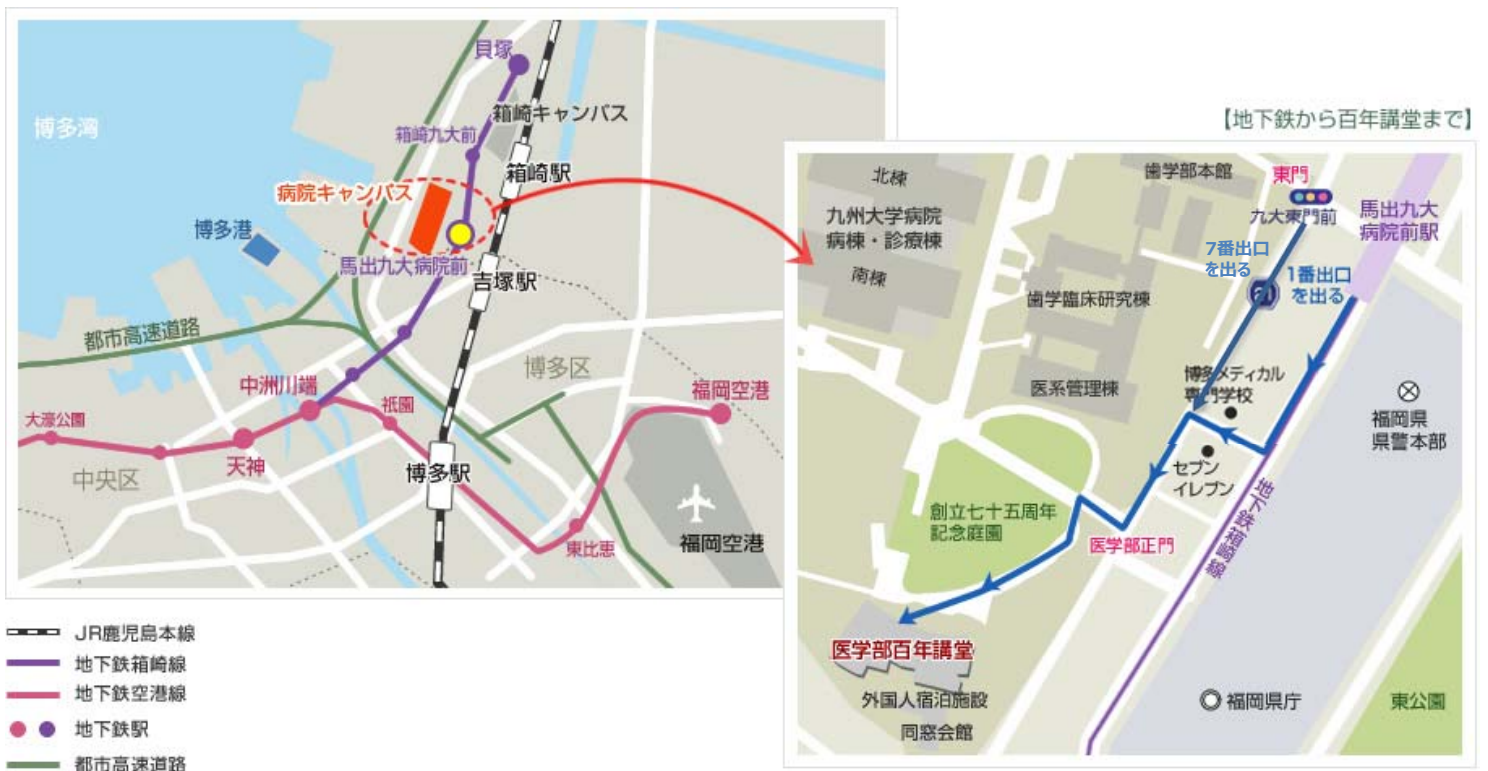 貝塚
箱崎キャンパス
博多湾
箱崎九大前
箱崎駅
病院キャンパス
博多港
馬出九大病院前
吉塚駅
都市高速道路
博多区
中洲川端
祇園
福岡空港
大濠公園
天神
博多駅
中央区
東比恵
福岡空港
JR鹿児島本線
地下鉄箱崎線
地下鉄空港線
地下鉄駅
都市高速道路
【地下鉄から百年講堂まで】
北棟
歯学部本館
東門
九州大学病院
病棟・診療棟
九大東門前
馬出九大
病院前駅
南棟
7番出口
を出る
1番出口
を出る
歯学臨床研究棟
博多メディカル
専門学校
医系管理棟
福岡県
県警本部
セブン
イレブン
創立七十五周年
記念庭園
医学部正門
地下鉄箱崎線
医学部百年講堂
外国人宿泊施設
同窓会館
福岡県庁
東公園